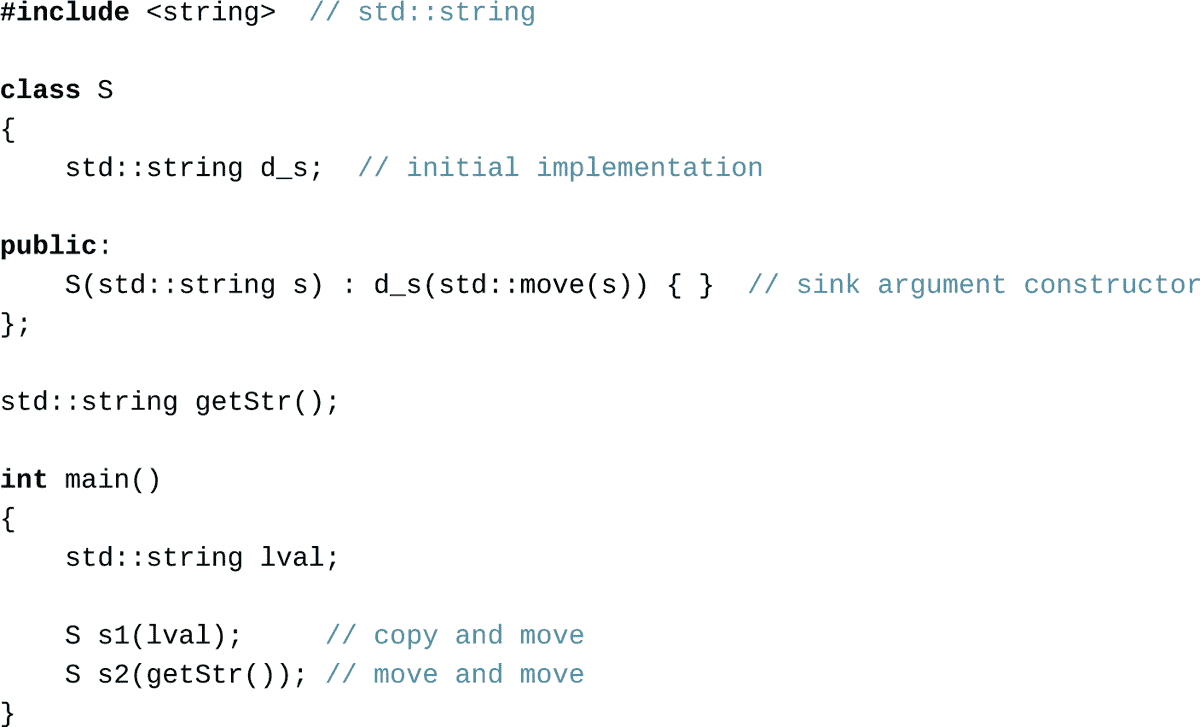 #include <string>  // std::string
class S
{
    std::string d_s;  // initial implementation
public:
    S(std::string s) : d_s(std::move(s)) { }  // sink argument constructor
};
std::string getStr();
int main()
{
    std::string lval;
    S s1(lval);     // copy and move
    S s2(getStr()); // move and move
}